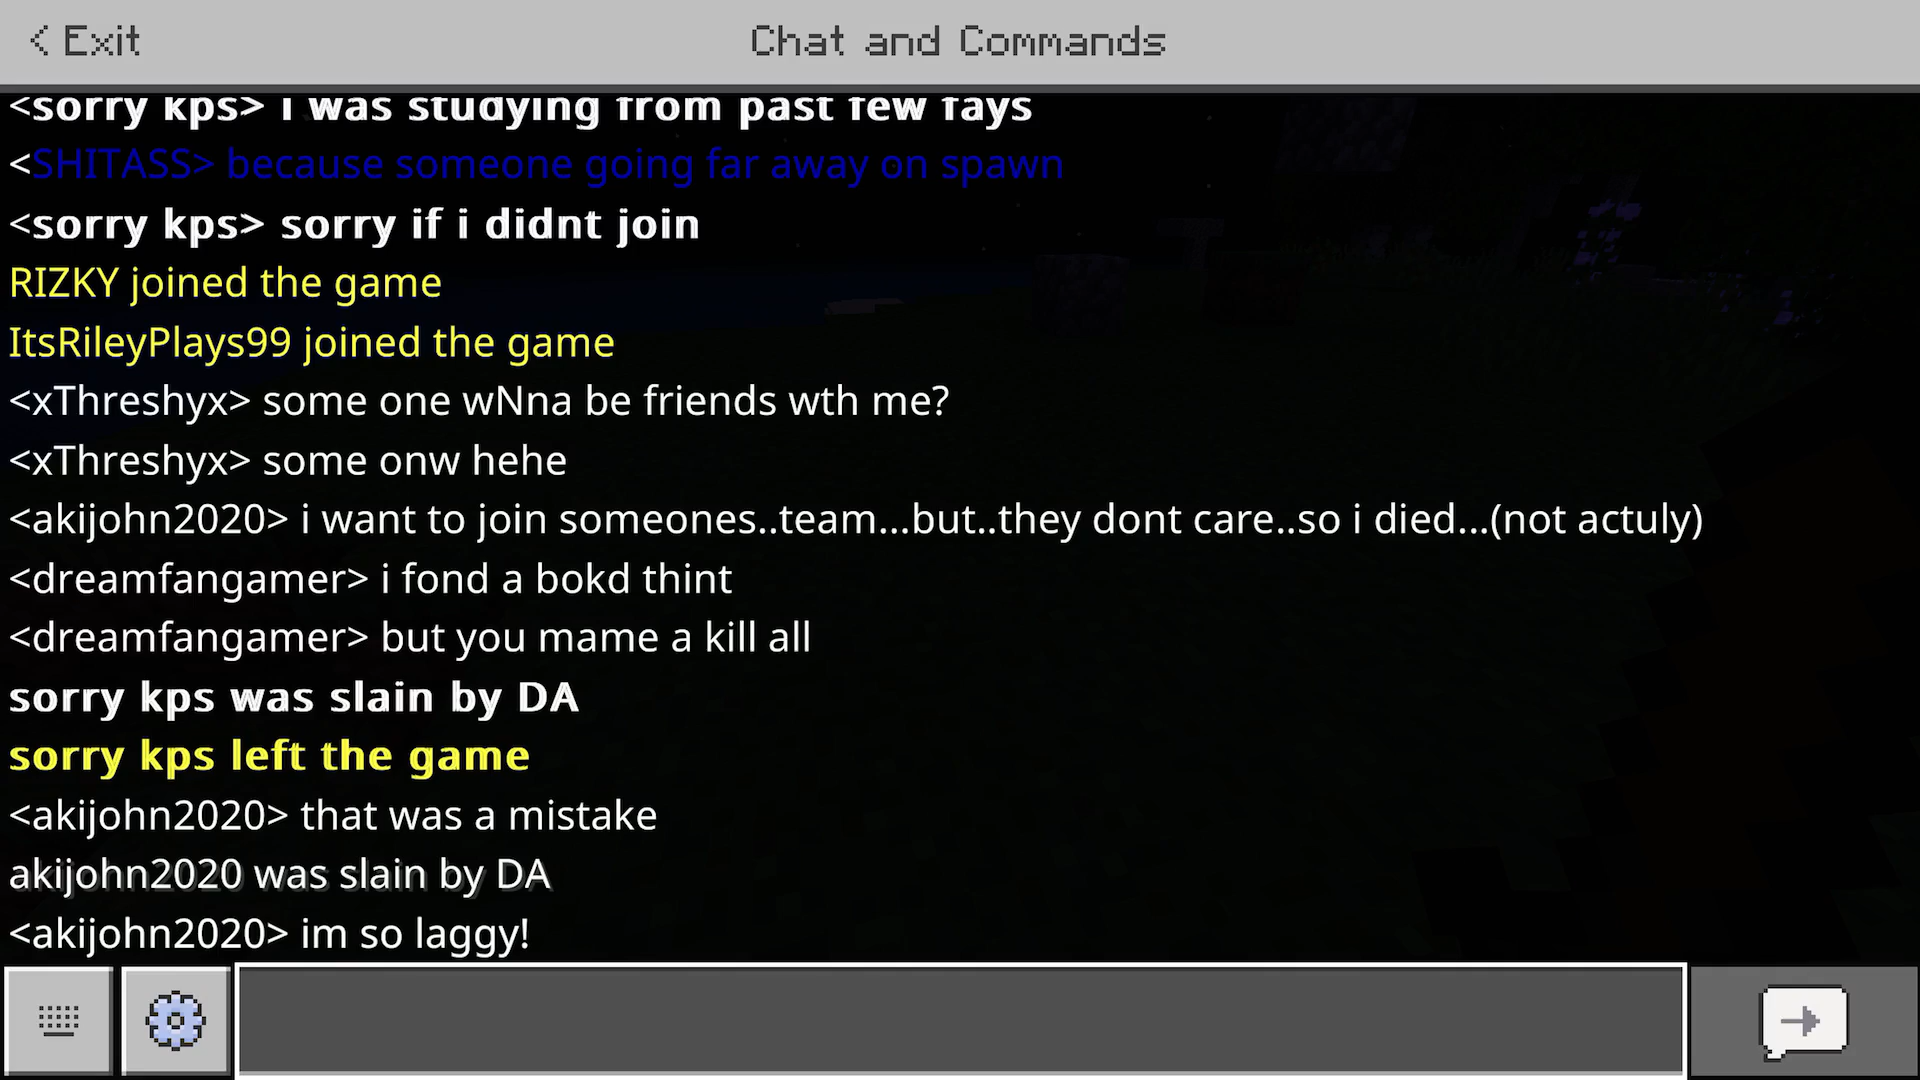 Exit
Chat and Commands
<sorry kps> i was studying from past few fays
<SHITASS> because someone going far away on spawn
<sorry kps> sorry if i didnt join
RIZKY joined the game
ItsRileyPlays99 joined the game
<xThreshyx> some one wNna be friends wth me?
<xThreshyx> some onw hehe
<akijohn2020> i want to join someones..team...but..they dont care..so i died...(not actuly)
<dreamfangamer> i fond a bokd thint
<dreamfangamer> but you mame a kill all
sorry kps was slain by DA
sorry kps left the game
<akijohn2020> that was a mistake
akijohn2020 was slain by DA
<akijohn2020> im so laggy!